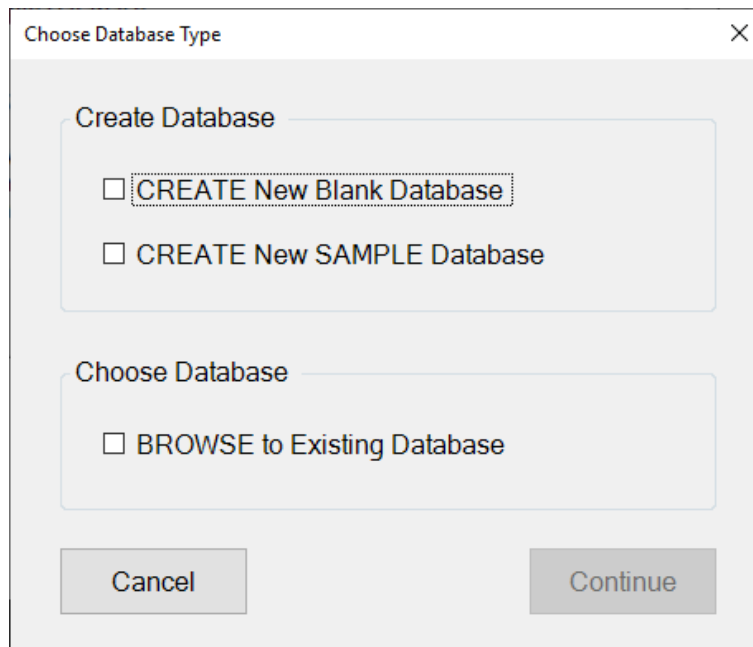 Choose Database Type
Create Database
CREATE New Blank Database
CREATE New SAMPLE Database
Choose Database
BROWSE to Existing Database
Cancel
Continue